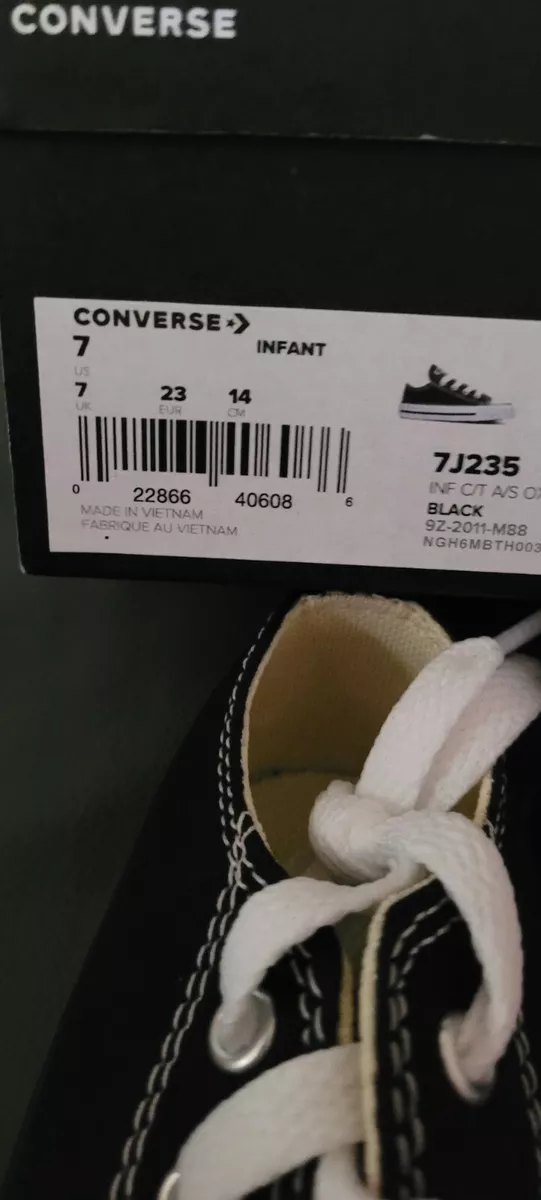 CONVERSE
CONVERSE
7 INFANT
US
7 23 14
UK EUR CM
0 22866 40608 6
MADE IN VIETNAM
FABRIQUE AU VIETNAM
7J235
INF C/T A/S OX
BLACK
9Z-2011-M88
NGH6MBTH003